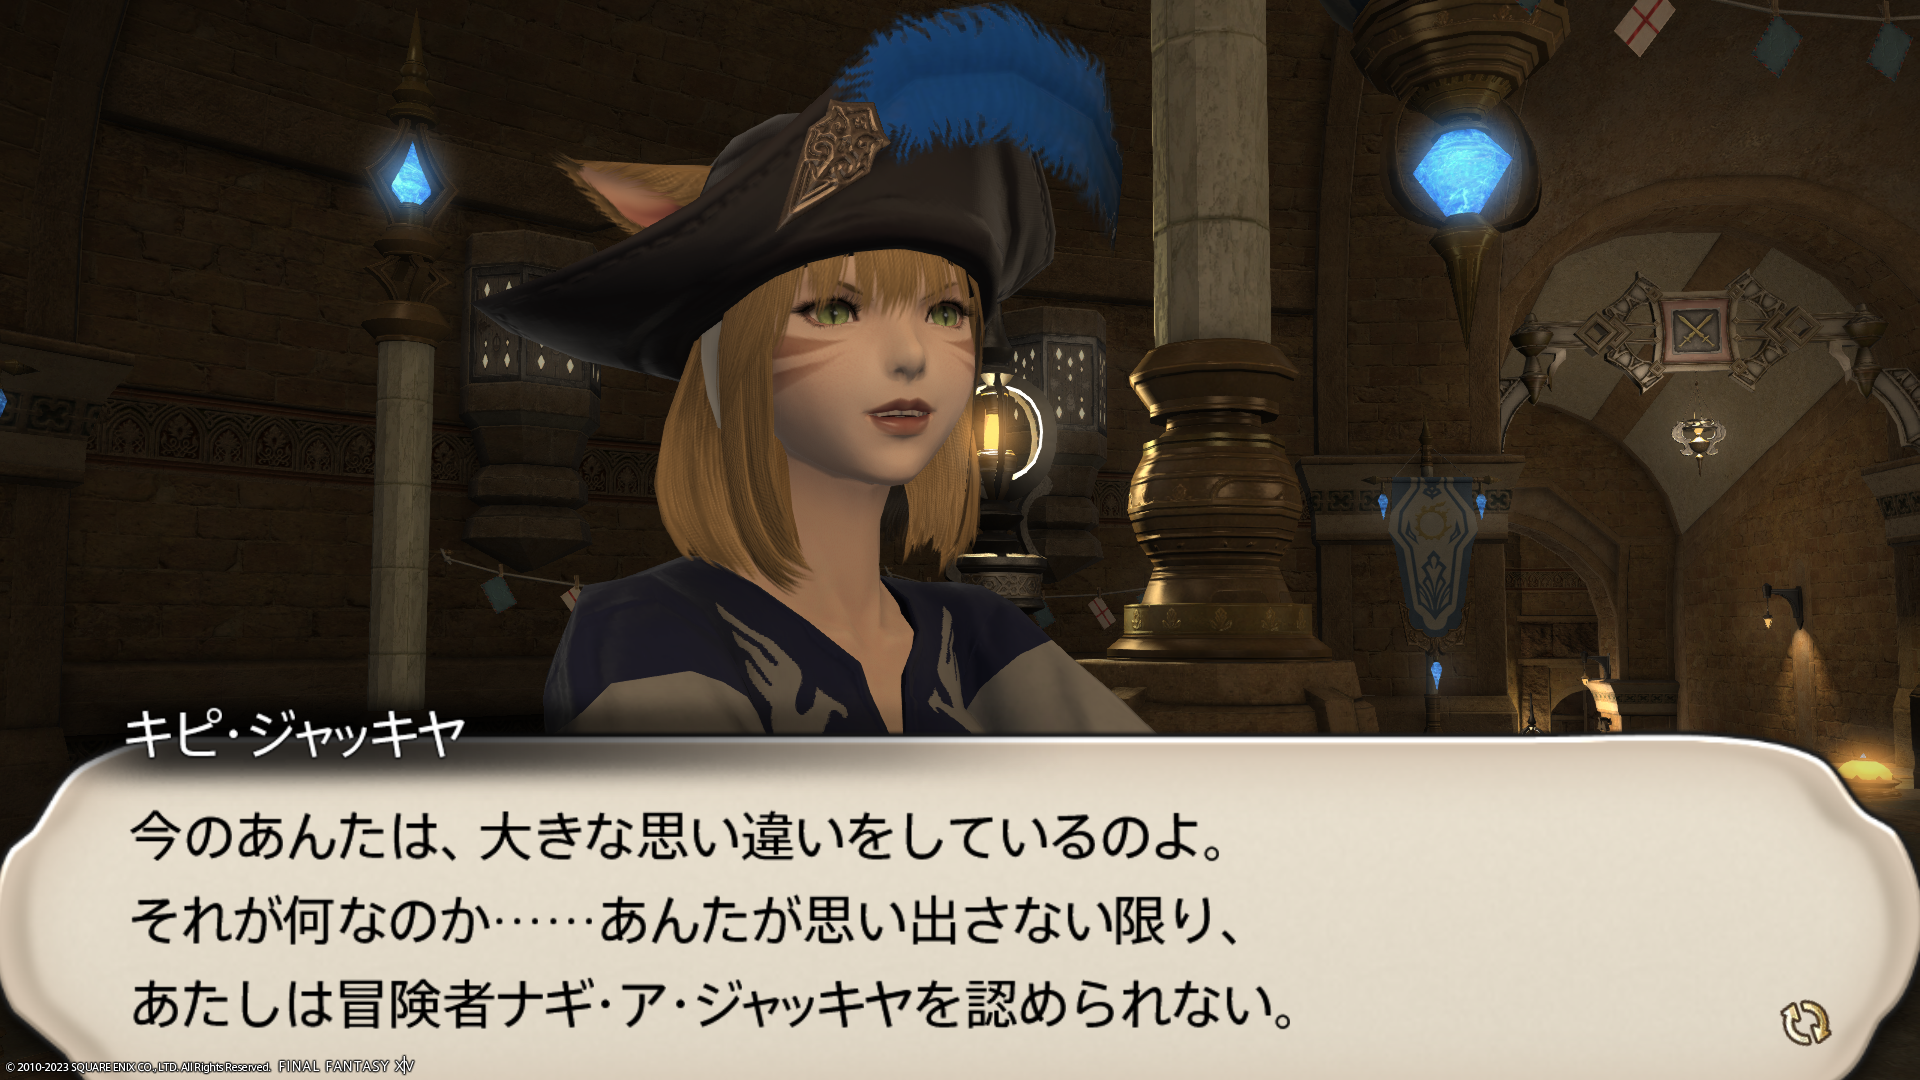 キピ・ジャッキヤ
今のあんたは、大きな思い違いをしているのよ。
それが何なのか……あんたが思い出さない限り、
あたしは冒険者ナギ・ア・ジャッキヤを認められない。
© 2010-2023 SQUARE ENIX CO., LTD. All Rights Reserved. FINAL FANTASY XIV